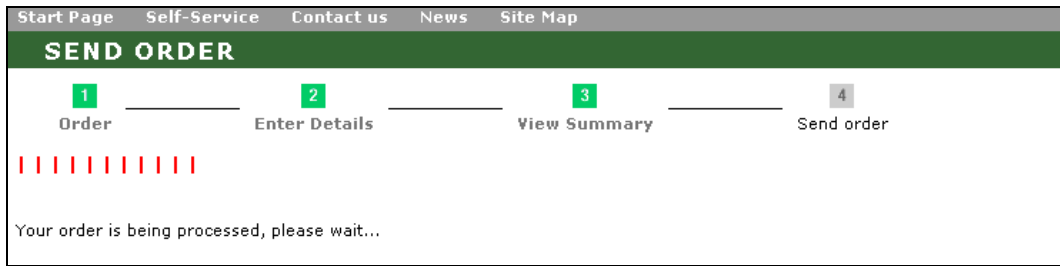 Start Page Self-Service Contact us News Site Map
SEND ORDER
1 2 3 4
Order Enter Details View Summary Send order
Your order is being processed, please wait...